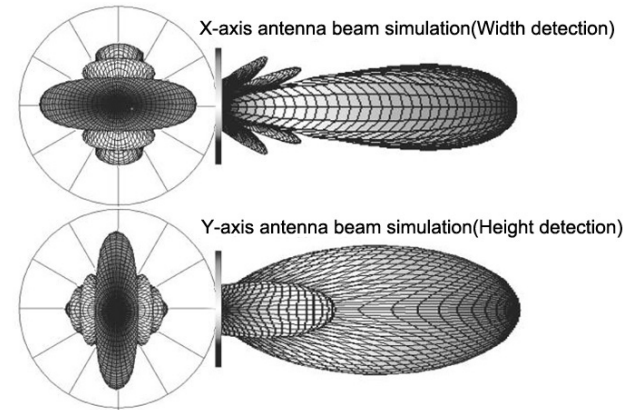 X-axis antenna beam simulation(Width detection)
Y-axis antenna beam simulation(Height detection)